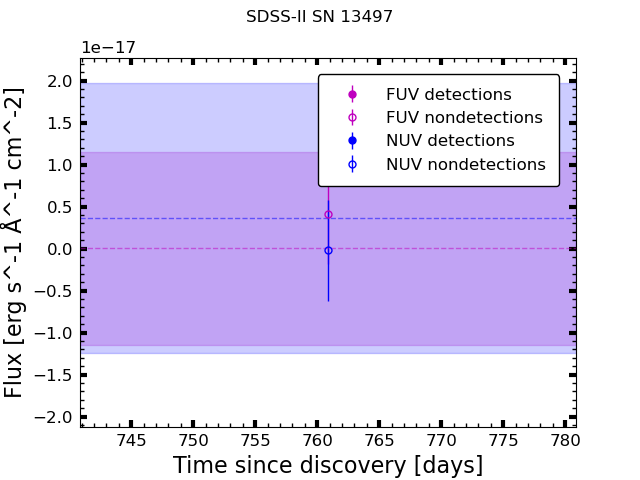 SDSS-II SN 13497
1e−17
2.0
1.5
1.0
0.5
0.0
−0.5
−1.0
−1.5
−2.0
Flux [erg s^-1 Å^-1 cm^-2]
FUV detections
FUV nondetections
NUV detections
NUV nondetections
745 750 755 760 765 770 775 780
Time since discovery [days]